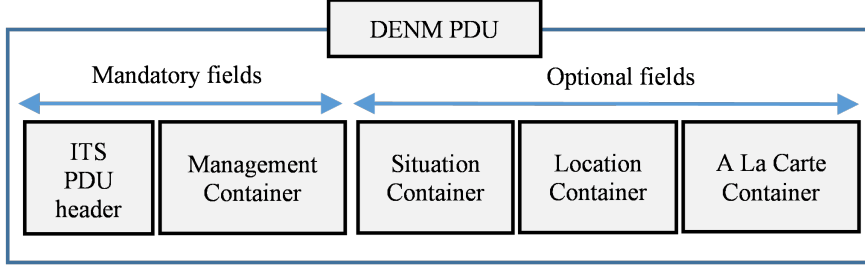 DENM PDU
Mandatory fields
Optional fields
ITS
PDU
header
Management
Container
Situation
Container
Location
Container
A La Carte
Container